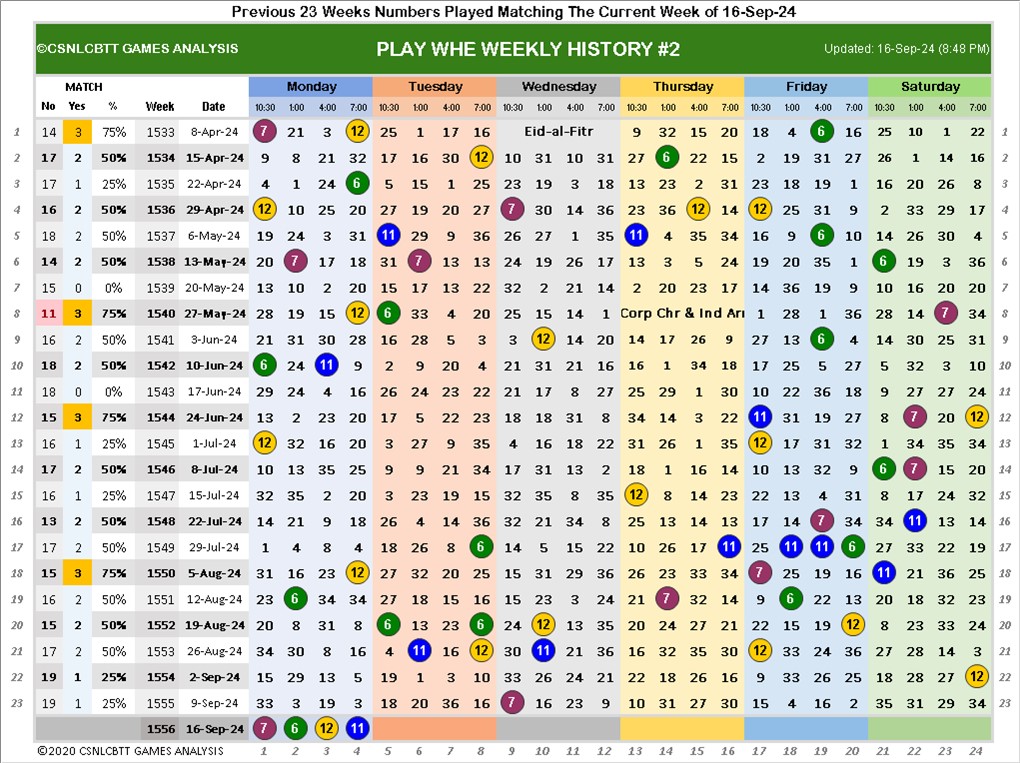 Previous 23 Weeks Numbers Played Matching The Current Week of 16-Sep-24
©CSNLCBTT GAMES ANALYSIS PLAY WHE WEEKLY HISTORY #2 Updated: 16-Sep-24 (8:48 PM)
MATCH Monday Tuesday Wednesday Thursday Friday Saturday
No Yes % Week Date 10:30 1:00 4:00 7:00 10:30 1:00 4:00 7:00 10:30 1:00 4:00 7:00 10:30 1:00 4:00 7:00 10:30 1:00 4:00 7:00 10:30 1:00 4:00 7:00
1 14 3 75% 1533 8-Apr-24 7 21 3 12 25 1 17 16 Eid-al-Fitr 9 32 15 20 18 4 6 16 25 10 1 22 1
2 17 2 50% 1534 15-Apr-24 9 8 21 32 17 16 30 12 10 31 10 31 27 6 22 15 2 19 31 27 26 1 14 16 2
3 17 1 25% 1535 22-Apr-24 4 1 24 6 5 15 1 25 23 19 3 18 13 23 2 31 23 18 19 1 16 20 26 8 3
4 16 2 50% 1536 29-Apr-24 12 10 25 20 27 19 20 27 7 30 14 36 23 36 12 14 12 25 31 9 2 33 29 17 4
5 18 2 50% 1537 6-May-24 19 24 3 31 11 29 9 36 26 27 1 35 11 4 35 34 16 9 6 10 14 26 30 4 5
6 14 2 50% 1538 13-May-24 20 7 17 18 31 7 13 13 24 19 26 17 13 3 5 24 19 20 35 1 6 19 3 36 6
7 15 0 0% 1539 20-May-24 13 10 2 20 15 17 13 22 32 2 21 14 2 20 23 17 14 36 19 9 10 16 20 20 7
8 11 3 75% 1540 27-May-24 28 19 15 12 6 33 4 20 25 15 14 1 Corp Chr & Ind Arr 1 28 1 36 28 14 7 34 8
9 16 2 50% 1541 3-Jun-24 21 31 30 28 16 28 5 3 3 12 14 20 14 17 26 9 27 13 6 4 14 30 25 31 9
10 18 2 50% 1542 10-Jun-24 6 24 11 9 2 9 20 4 21 31 21 16 16 1 34 18 17 25 5 27 5 32 3 10 10
11 18 0 0% 1543 17-Jun-24 29 24 4 16 26 24 23 22 21 17 8 27 25 29 1 30 10 22 36 18 9 27 27 24 11
12 15 3 75% 1544 24-Jun-24 13 2 23 20 17 5 22 23 18 18 31 8 34 14 3 22 11 31 19 27 8 22 7 12 12
13 16 1 25% 1545 1-Jul-24 12 32 16 20 3 27 9 35 4 16 18 22 31 26 1 35 12 17 31 32 1 34 35 34 13
14 17 2 50% 1546 8-Jul-24 10 13 35 25 9 9 21 34 17 31 13 2 18 1 16 14 10 13 32 9 6 7 15 20 14
15 16 1 25% 1547 15-Jul-24 32 35 2 20 3 23 19 15 32 35 8 35 12 8 14 23 22 13 4 31 8 17 24 32 15
16 13 2 50% 1548 22-Jul-24 14 21 9 18 26 4 14 36 32 21 34 8 25 13 14 14 17 14 7 34 34 11 13 14 16
17 17 2 50% 1549 29-Jul-24 1 4 8 4 18 26 8 6 14 5 15 22 10 26 17 11 25 11 11 6 27 33 22 19 17
18 15 3 75% 1550 5-Aug-24 31 16 23 12 27 32 20 25 15 31 29 36 26 23 33 34 7 25 19 16 11 21 36 25 18
19 16 2 50% 1551 12-Aug-24 23 6 34 34 27 18 15 16 15 23 3 24 21 7 32 14 9 6 22 13 20 18 32 23 19
20 15 2 50% 1552 19-Aug-24 20 8 31 8 6 13 23 6 24 12 13 35 20 24 27 21 22 15 19 12 8 23 33 24 20
21 17 2 50% 1553 26-Aug-24 34 30 8 16 4 11 16 12 30 11 21 36 16 32 35 30 12 33 24 36 27 28 14 3 21
22 19 1 25% 1554 2-Sep-24 15 29 13 5 19 1 3 10 33 26 24 21 22 18 26 16 8 33 26 25 18 28 27 12 22
23 19 1 25% 1555 9-Sep-24 33 3 19 3 18 20 36 16 7 16 23 9 10 31 27 30 15 4 16 2 35 31 29 34 23
1556 16-Sep-24 7 6 12 11
©2020 CSNLCBTT GAMES ANALYSIS 1 2 3 4 5 6 7 8 9 10 11 12 13 14 15 16 17 18 19 20 21 22 23 24